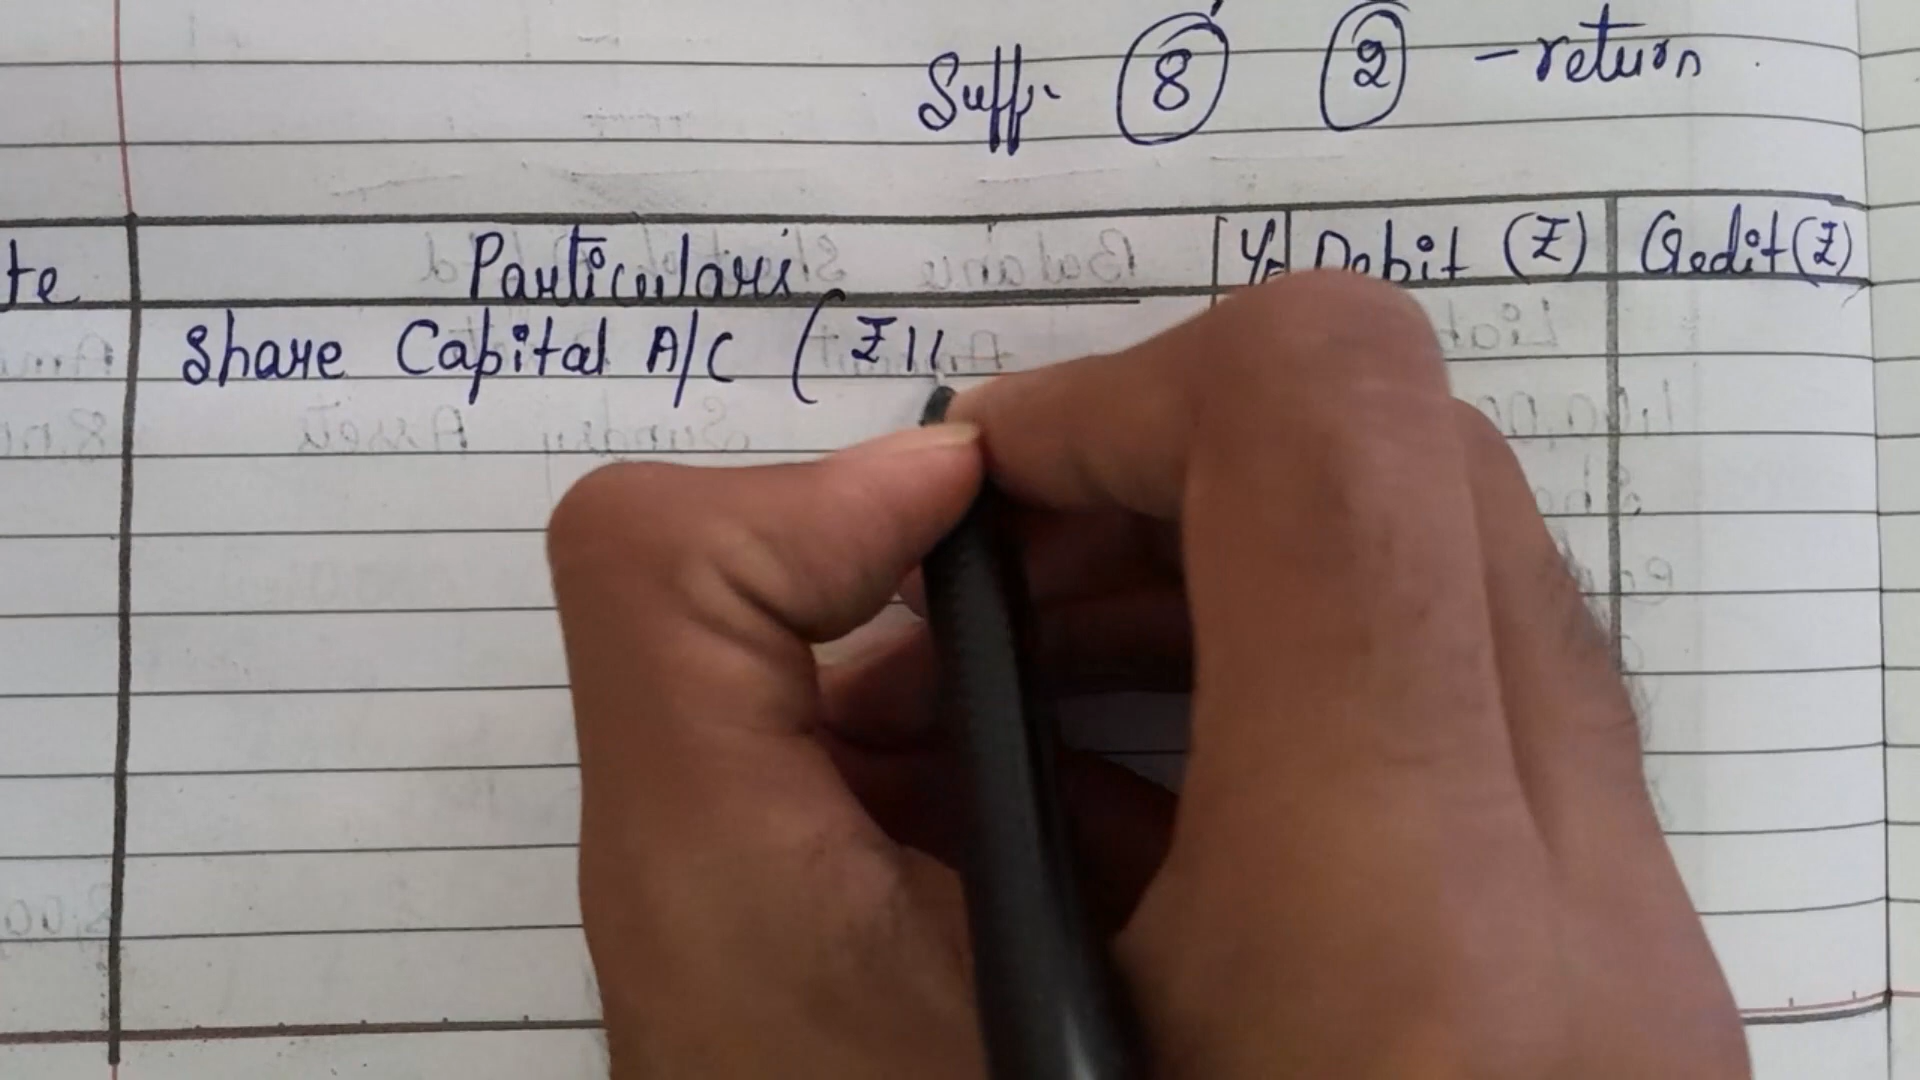 Suff- 8 2 - return
te Particulars Debit (₹) Credit (₹)
Share Capital A/C ( ₹ 11